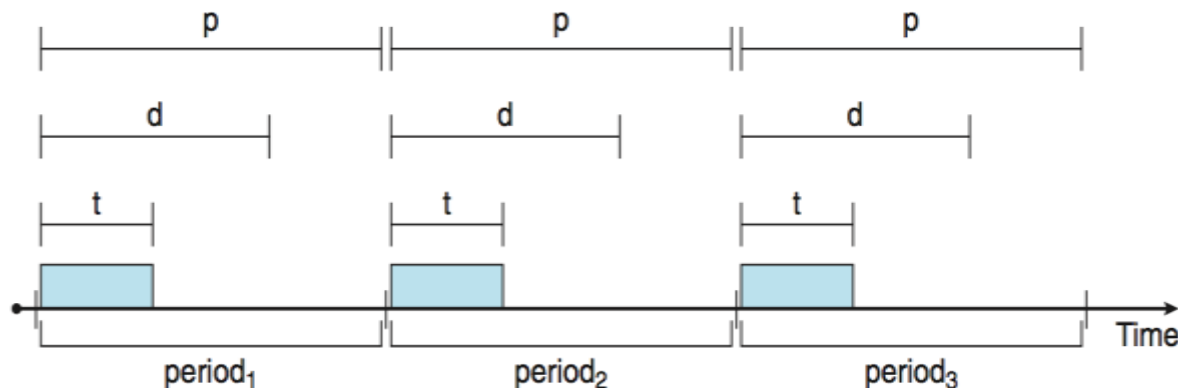 p p p
d d d
t t t
Time
period₁ period₂ period₃